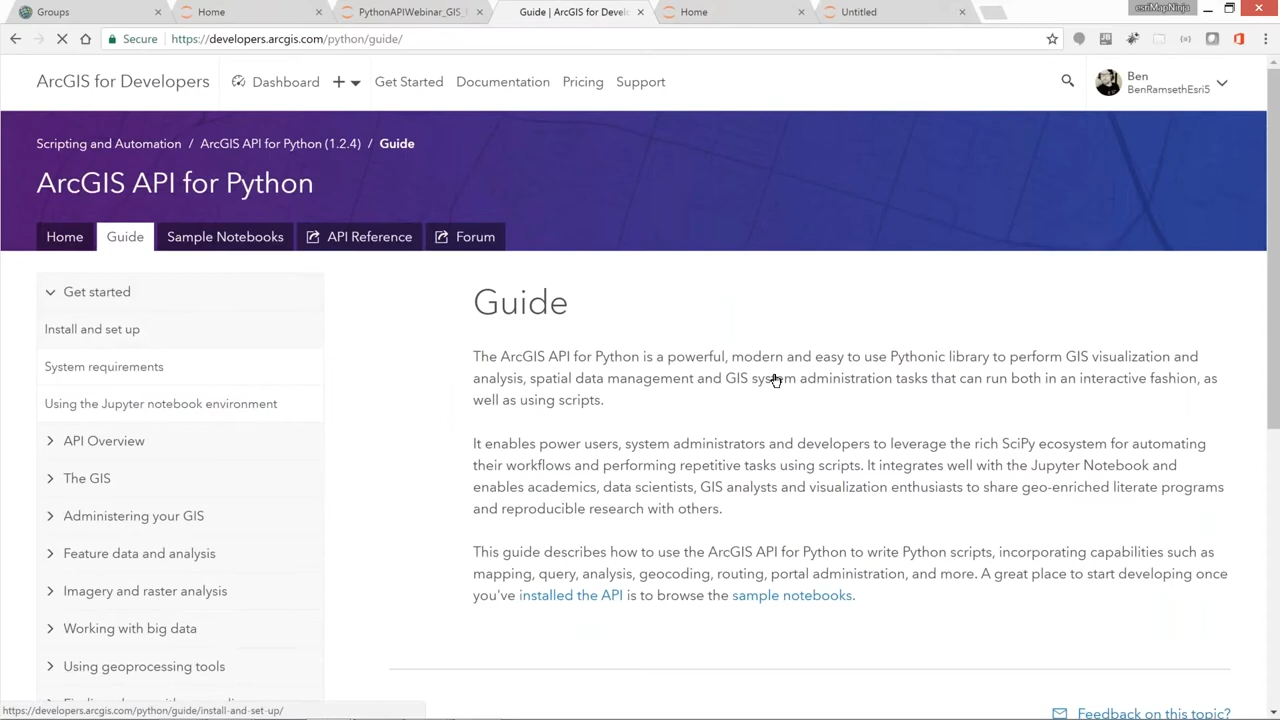 Groups
Home
PythonAPIWebinar_GIS_
Guide | ArcGIS for Develo
Home
Untitled
esriMapNinja
Secure
https://developers.arcgis.com/python/guide/
ArcGIS for Developers
Dashboard
Get Started
Documentation
Pricing
Support
Ben
BenRamsethEsri5
Scripting and Automation / ArcGIS API for Python (1.2.4) / Guide
ArcGIS API for Python
Home
Guide
Sample Notebooks
API Reference
Forum
Get started
Install and set up
System requirements
Using the Jupyter notebook environment
API Overview
The GIS
Administering your GIS
Feature data and analysis
Imagery and raster analysis
Working with big data
Using geoprocessing tools
Guide
The ArcGIS API for Python is a powerful, modern and easy to use Pythonic library to perform GIS visualization and
analysis, spatial data management and GIS system administration tasks that can run both in an interactive fashion, as
well as using scripts.
It enables power users, system administrators and developers to leverage the rich SciPy ecosystem for automating
their workflows and performing repetitive tasks using scripts. It integrates well with the Jupyter Notebook and
enables academics, data scientists, GIS analysts and visualization enthusiasts to share geo-enriched literate programs
and reproducible research with others.
This guide describes how to use the ArcGIS API for Python to write Python scripts, incorporating capabilities such as
mapping, query, analysis, geocoding, routing, portal administration, and more. A great place to start developing once
you've installed the API is to browse the sample notebooks.
Feedback on this topic?
https://developers.arcgis.com/python/guide/install-and-set-up/